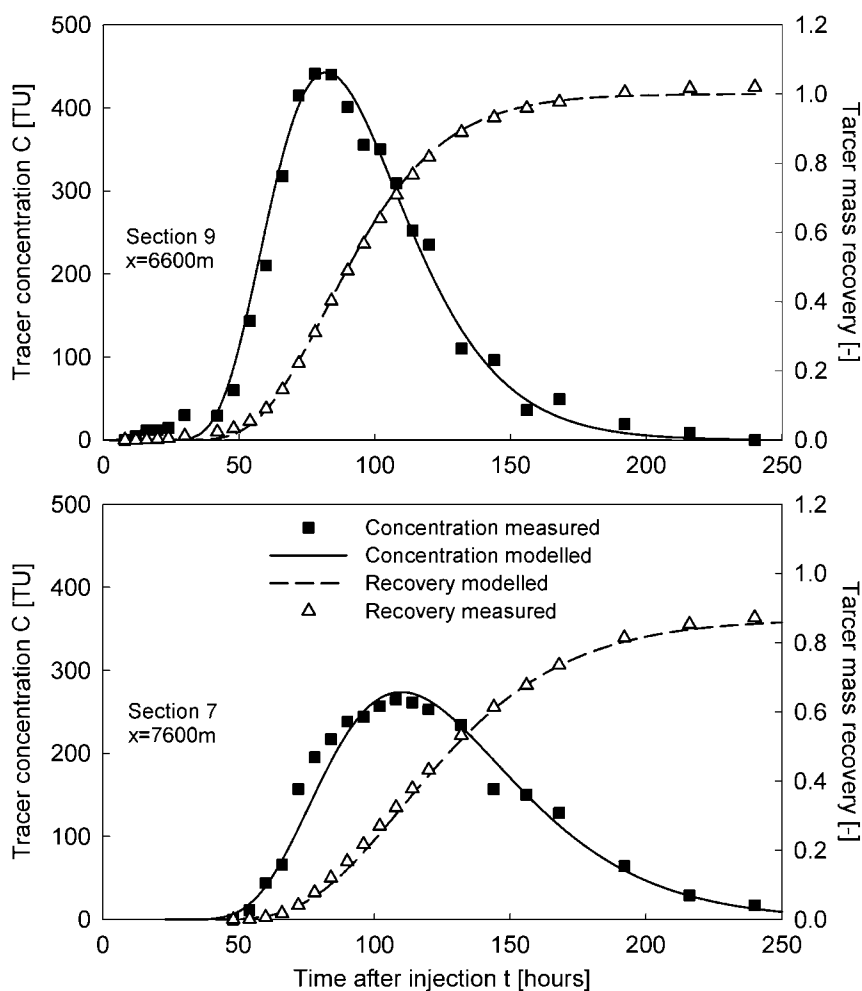 500
400
300
200
100
0
Tracer concentration C [TU]
Section 9
x=6600m
1.2
1.0
0.8
0.6
0.4
0.2
0.0
Tarcer mass recovery [-]
0 50 100 150 200 250
500
400
300
200
100
0
Tracer concentration C [TU]
Concentration measured
Concentration modelled
Recovery modelled
Recovery measured
Section 7
x=7600m
1.2
1.0
0.8
0.6
0.4
0.2
0.0
Tarcer mass recovery [-]
0 50 100 150 200 250
Time after injection t [hours]